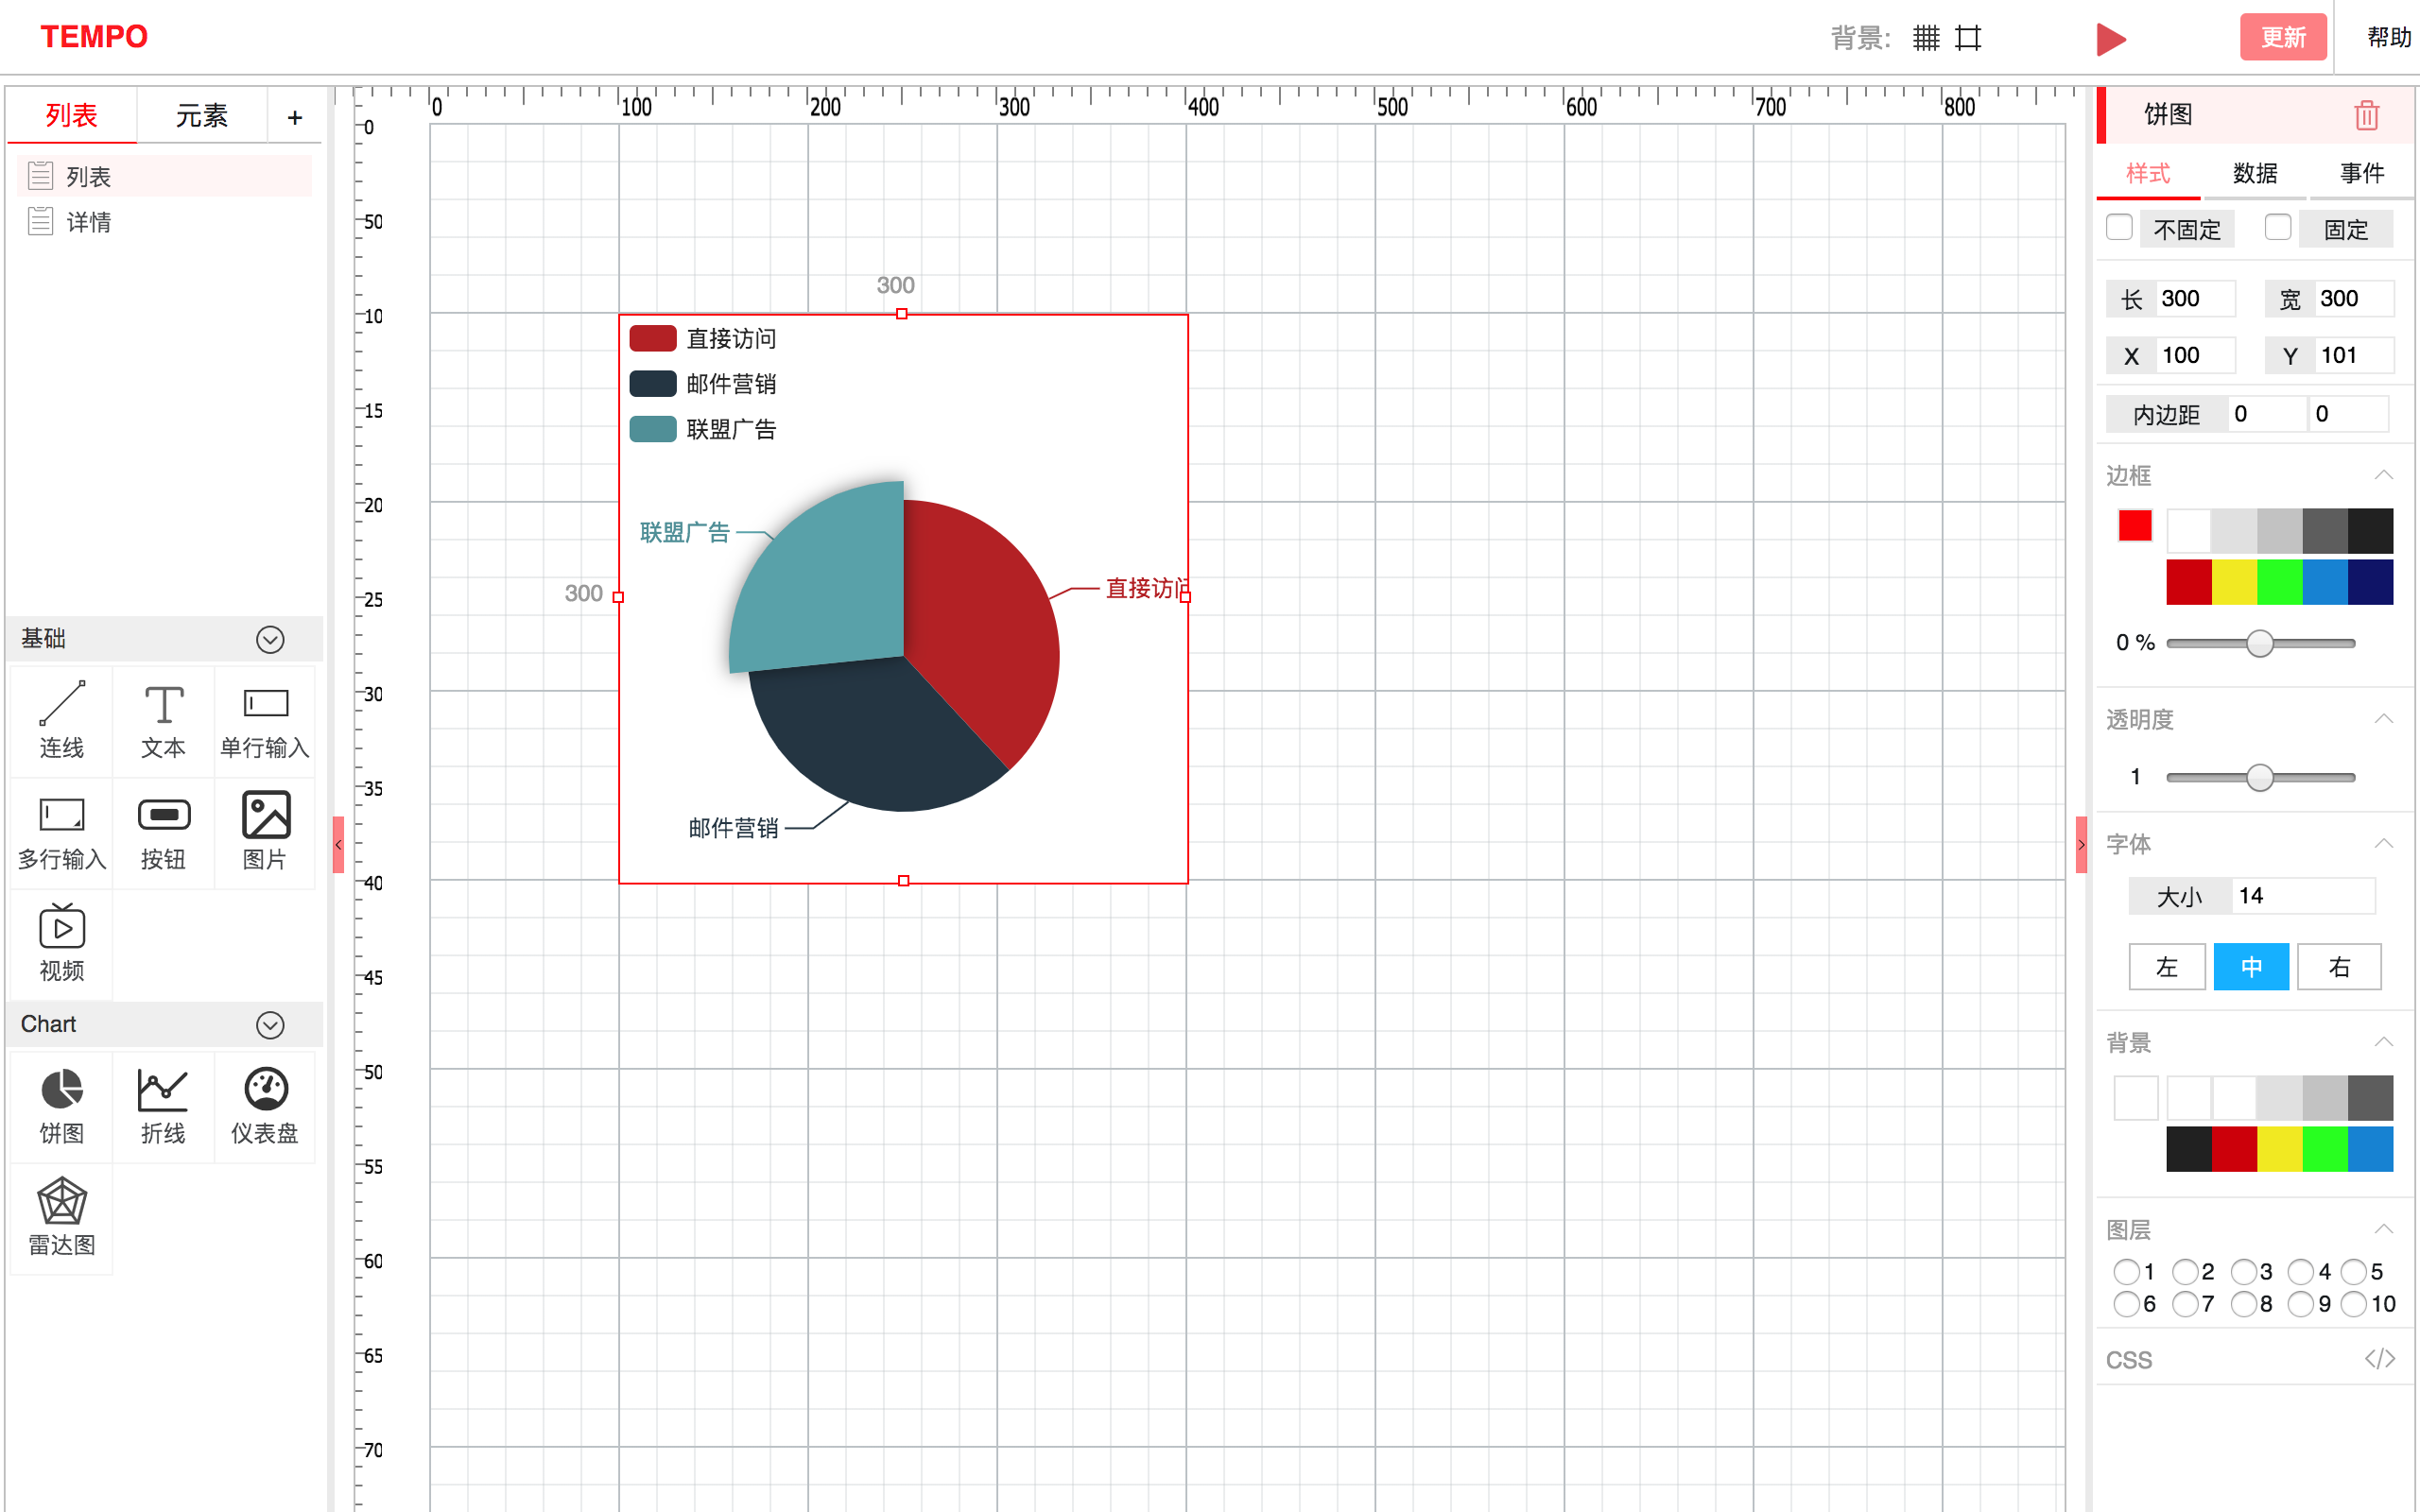 TEMPO
背景:
更新
帮助
列表
元素
+
列表
详情
基础
连线
文本
单行输入
多行输入
按钮
图片
视频
Chart
饼图
折线
仪表盘
雷达图
0 100 200 300 400 500 600 700 800
0
50
10
15
20
25
30
35
40
45
50
55
60
65
70
300
300
直接访问
邮件营销
联盟广告
联盟广告
直接访问
邮件营销
饼图
样式 数据 事件
不固定 固定
长 300 宽 300
X 100 Y 101
内边距 0 0
边框
0 %
透明度
1
字体
大小 14
左 中 右
背景
图层
1 2 3 4 5
6 7 8 9 10
CSS </>